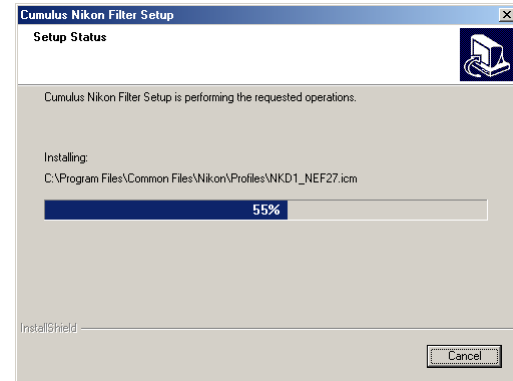 Cumulus Nikon Filter Setup
Setup Status
Cumulus Nikon Filter Setup is performing the requested operations.
Installing:
C:\Program Files\Common Files\Nikon\Profiles\NKD1_NEF27.icm
55%
InstallShield
Cancel